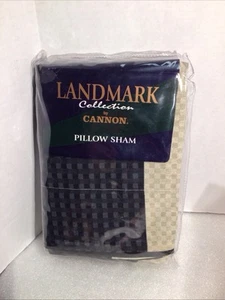 LANDMARK
Collection
by
CANNON.
PILLOW SHAM